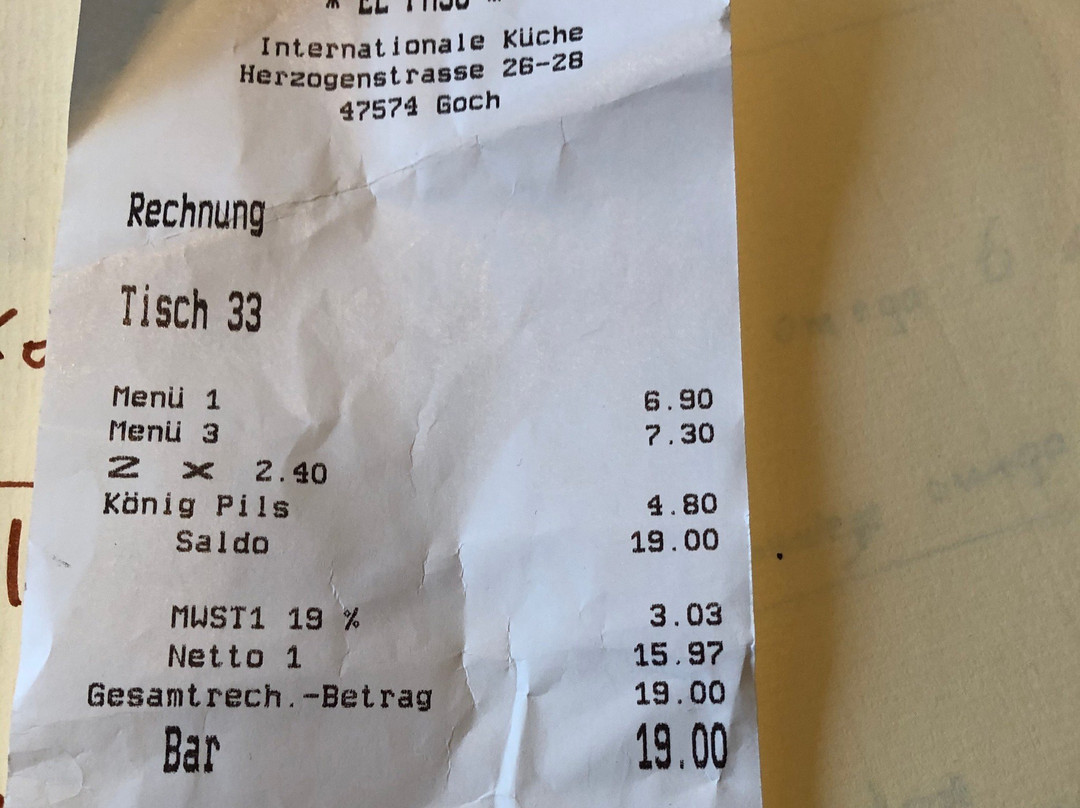 * EL PASO *
Internationale Küche
Herzogenstrasse 26-28
47574 Goch
Rechnung
Tisch 33
Menü 1 6.90
Menü 3 7.30
2 x 2.40
König Pils 4.80
Saldo 19.00
MWST1 19 % 3.03
Netto 1 15.97
Gesamtrech.-Betrag 19.00
Bar 19.00